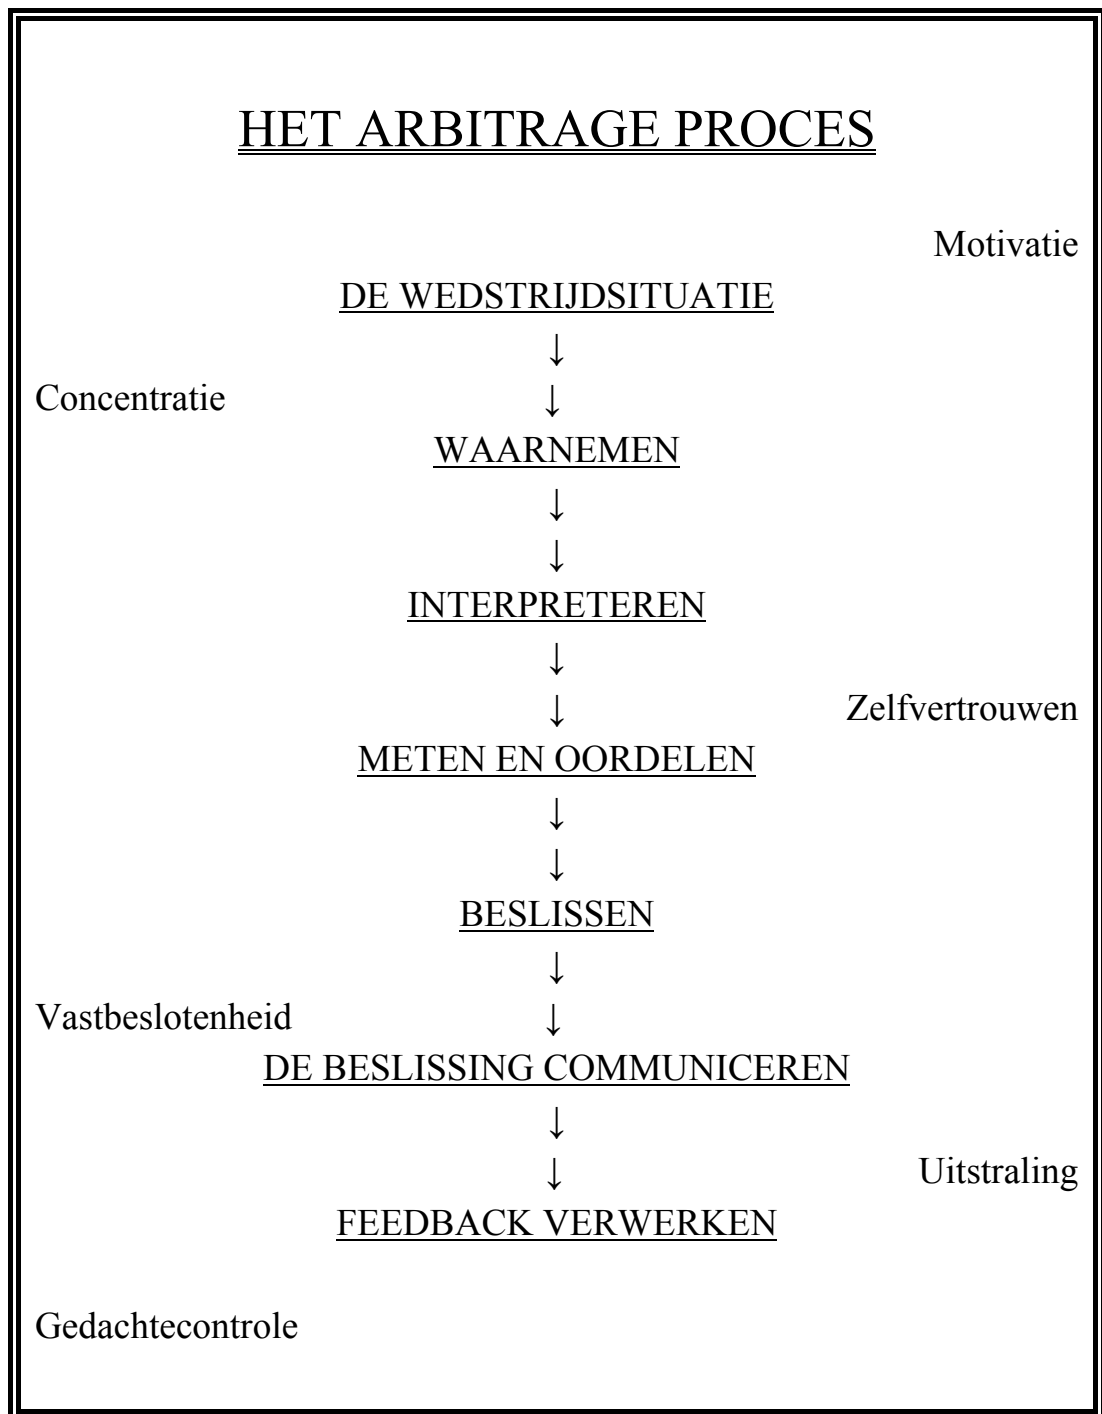 HET ARBITRAGE PROCES
Motivatie
DE WEDSTRIJDSITUATIE
↓
Concentratie ↓
WAARNEMEN
↓
↓
INTERPRETEREN
↓
↓ Zelfvertrouwen
METEN EN OORDELEN
↓
↓
BESLISSEN
↓
Vastbeslotenheid ↓
DE BESLISSING COMMUNICEREN
↓
↓ Uitstraling
FEEDBACK VERWERKEN
Gedachtecontrole